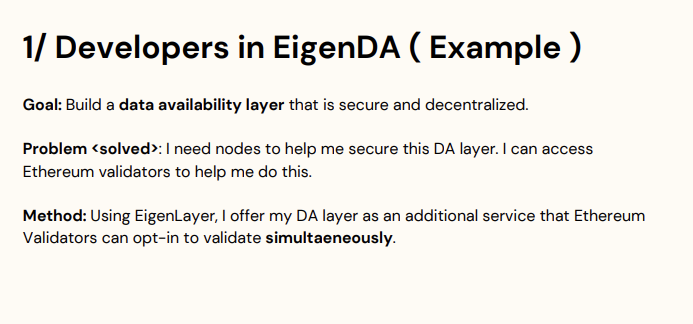 1/ Developers in EigenDA ( Example )
Goal: Build a data availability layer that is secure and decentralized.
Problem <solved>: I need nodes to help me secure this DA layer. I can access
Ethereum validators to help me do this.
Method: Using EigenLayer, I offer my DA layer as an additional service that Ethereum
Validators can opt-in to validate simultaeneously.